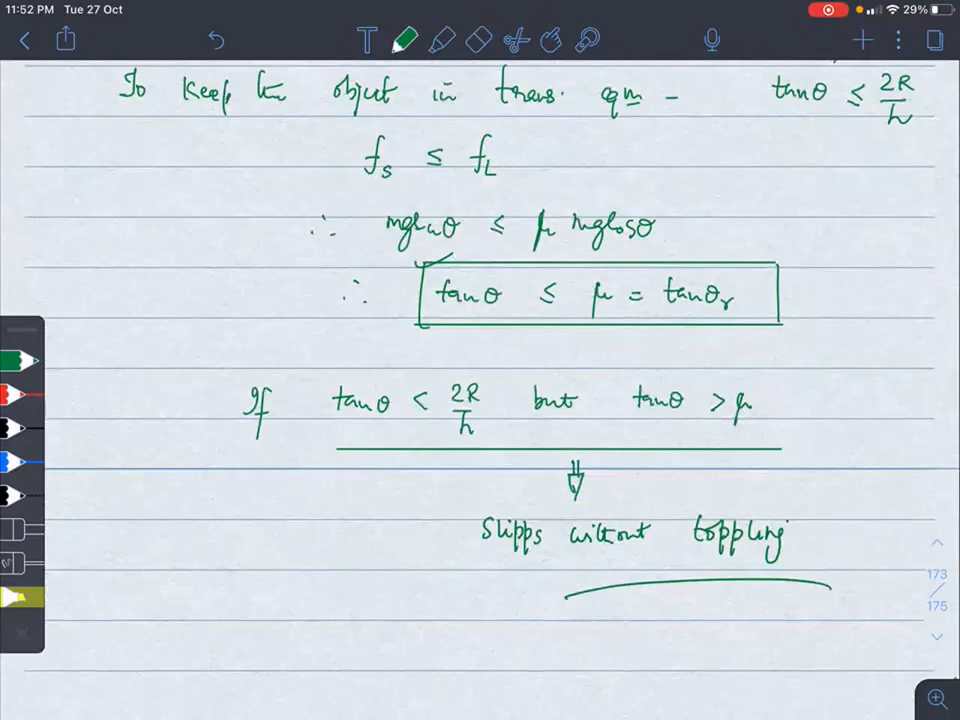 11:52 PM Tue 27 Oct 29%
To keep the object in trans. eqm - tanθ ≤ 2R/h
fs ≤ fL
∴ mgsinθ ≤ μ mgcosθ
∴ tanθ ≤ μ = tanθr
If tanθ < 2R/h but tanθ > μ
⇓
Slipps without toppling
173
/
175